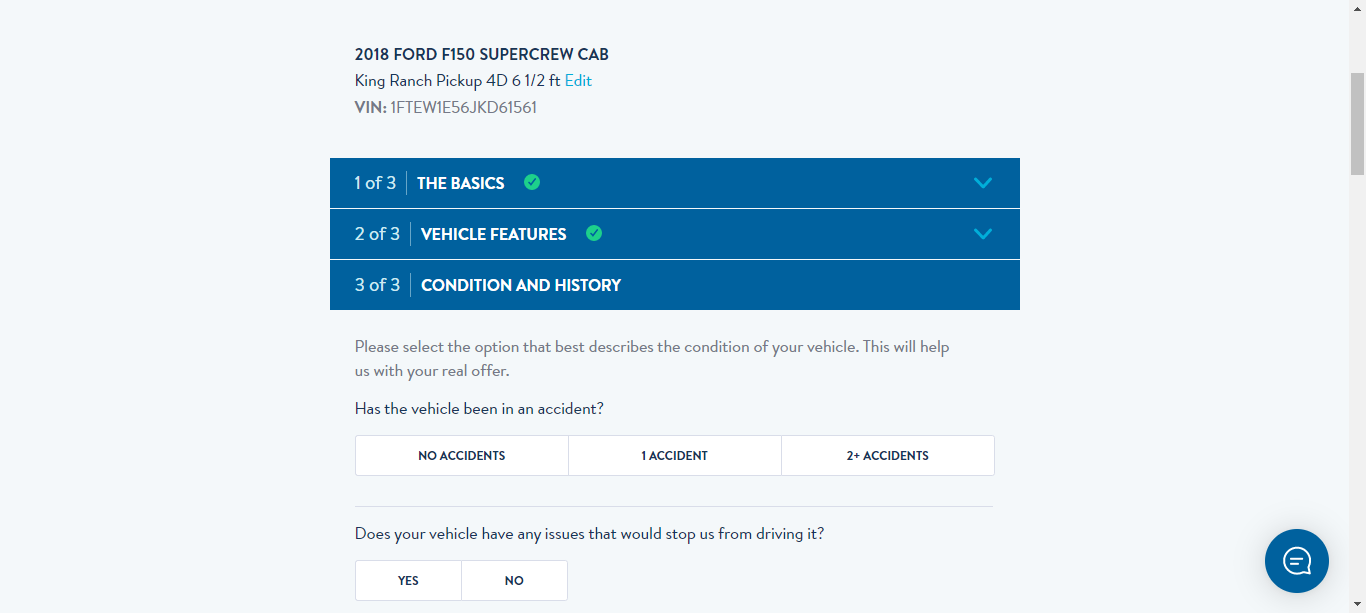 2018 FORD F150 SUPERCREW CAB
King Ranch Pickup 4D 6 1/2 ft Edit
VIN: 1FTEW1E56JKD61561
1 of 3 THE BASICS
2 of 3 VEHICLE FEATURES
3 of 3 CONDITION AND HISTORY
Please select the option that best describes the condition of your vehicle. This will help
us with your real offer.
Has the vehicle been in an accident?
NO ACCIDENTS 1 ACCIDENT 2+ ACCIDENTS
Does your vehicle have any issues that would stop us from driving it?
YES NO